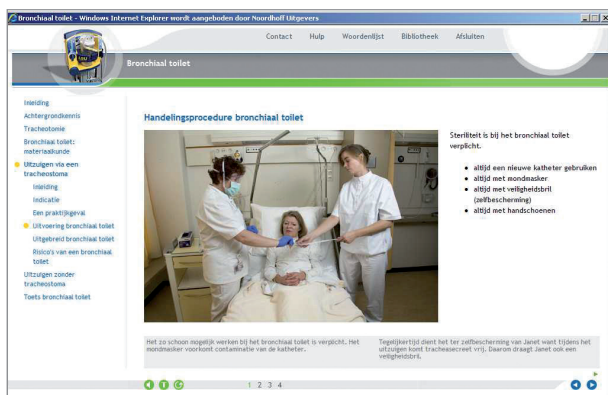 Bronchiaal toilet - Windows Internet Explorer wordt aangeboden door Noordhoff Uitgevers
Contact Hulp Woordenlijst Bibliotheek Afsluiten
Bronchiaal toilet
Inleiding
Achtergrondkennis
Tracheotomie
Bronchiaal toilet:
materiaalkunde
Uitzuigen via een
tracheostoma
Inleiding
Indicatie
Een praktijkgeval
Uitvoering bronchiaal toilet
Uitgebreid bronchiaal toilet
Risico's van een bronchiaal
toilet
Uitzuigen zonder
tracheostoma
Toets bronchiaal toilet
Handelingsprocedure bronchiaal toilet
Steriliteit is bij het bronchiaal toilet
verplicht.
altijd een nieuwe katheter gebruiken
altijd met mondmasker
altijd met veiligheidsbril
(zelfbescherming)
altijd met handschoenen
Het zo schoon mogelijk werken bij het bronchiaal toilet is verplicht. Het
mondmasker voorkomt contaminatie van de katheter.
Tegelijkertijd dient het ter zelfbescherming van Janet want tijdens het
uitzuigen komt tracheasecreet vrij. Daarom draagt Janet ook een
veiligheidsbril.
1 2 3 4